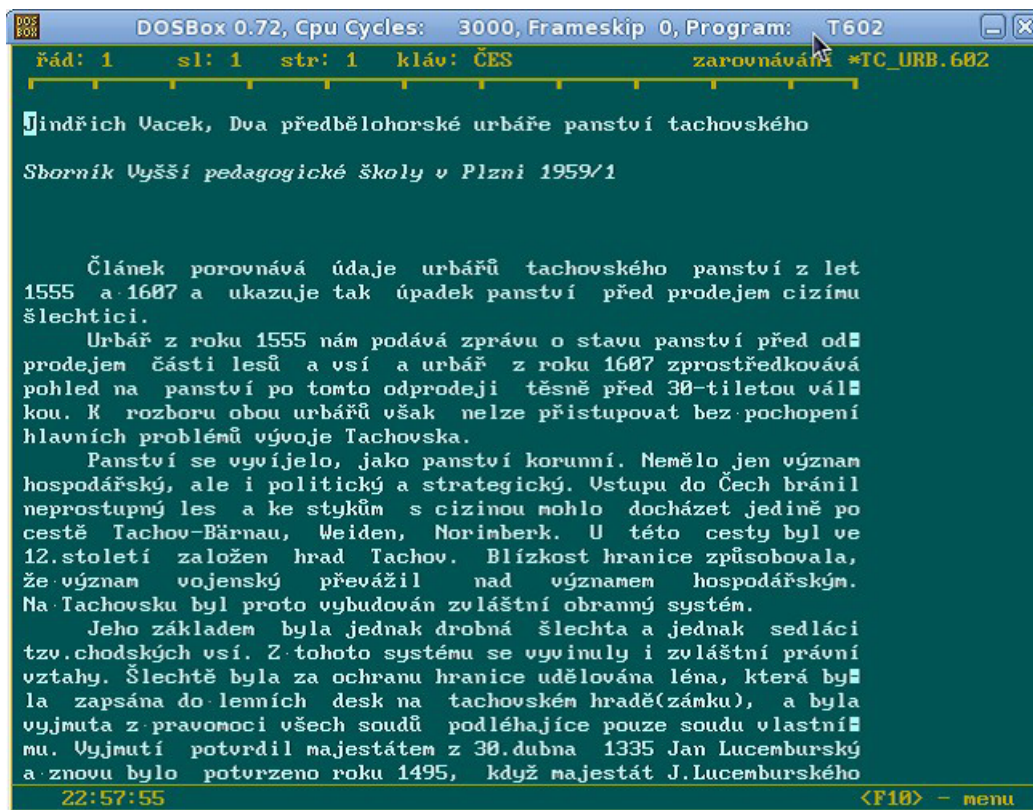 DOS BOX
DOSBox 0.72, Cpu Cycles: 3000, Frameskip 0, Program: T602
řád: 1 sl: 1 str: 1 kláv: ČES zarovnávání *TC_URB.602
Jindřich Vacek, Dva předbělohorské urbáře panství tachovského
Sborník Vyšší pedagogické školy v Plzni 1959/1
Článek porovnává údaje urbářů tachovského panství z let
1555 a 1607 a ukazuje tak úpadek panství před prodejem cizímu
šlechtici.
Urbář z roku 1555 nám podává zprávu o stavu panství před od-
prodejem části lesů a vsí a urbář z roku 1607 zprostředkovává
pohled na panství po tomto odprodeji těsně před 30-tiletou vál-
kou. K rozboru obou urbářů však nelze přistupovat bez pochopení
hlavních problémů vývoje Tachovska.
Panství se vyvíjelo, jako panství korunní. Nemělo jen význam
hospodářský, ale i politický a strategický. Vstupu do Čech bránil
neprostupný les a ke stykům s cizinou mohlo docházet jedině po
cestě Tachov-Bärnau, Weiden, Norimberk. U této cesty byl ve
12.století založen hrad Tachov. Blízkost hranice způsobovala,
že význam vojenský převážil nad významem hospodářským.
Na Tachovsku byl proto vybudován zvláštní obranný systém.
Jeho základem byla jednak drobná šlechta a jednak sedláci
tzv.chodských vsí. Z tohoto systému se vyvinuly i zvláštní právní
vztahy. Šlechtě byla za ochranu hranice udělována léna, která by-
la zapsána do lenních desk na tachovském hradě(zámku), a byla
vyjmuta z pravomoci všech soudů podléhajíce pouze soudu vlastní-
mu. Vyjmutí potvrdil majestátem z 30.dubna 1335 Jan Lucemburský
a znovu bylo potvrzeno roku 1495, když majestát J.Lucemburského
22:57:55 <F10> - menu